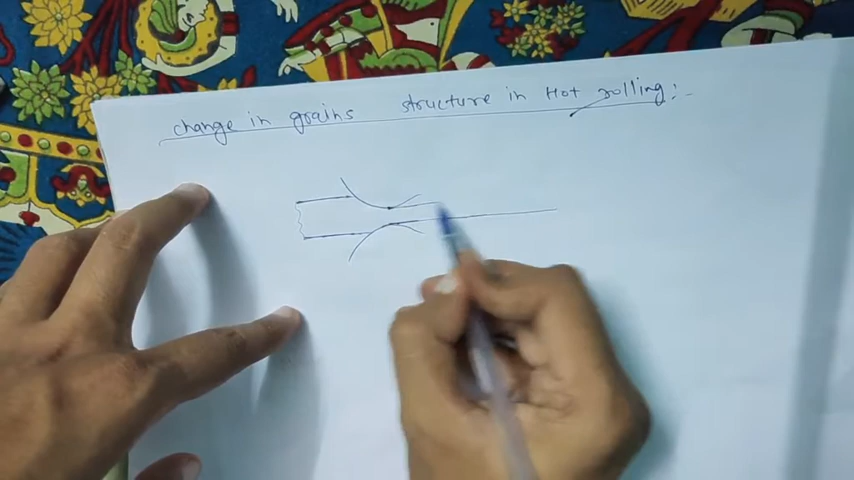 change in grains structure in Hot rolling :-